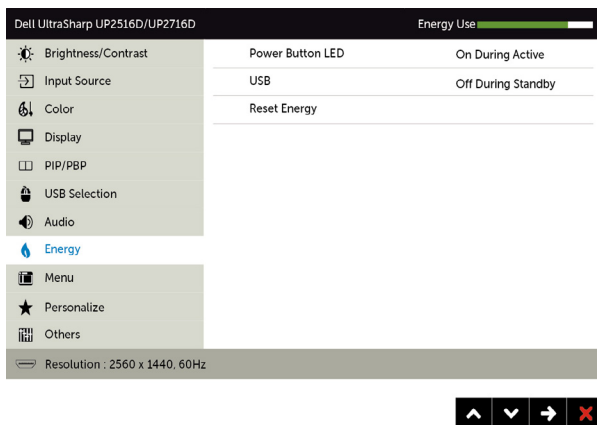 Dell UltraSharp UP2516D/UP2716D Energy Use
Brightness/Contrast Power Button LED On During Active
Input Source USB Off During Standby
Color Reset Energy
Display
PIP/PBP
USB Selection
Audio
Energy
Menu
Personalize
Others
Resolution : 2560 x 1440, 60Hz